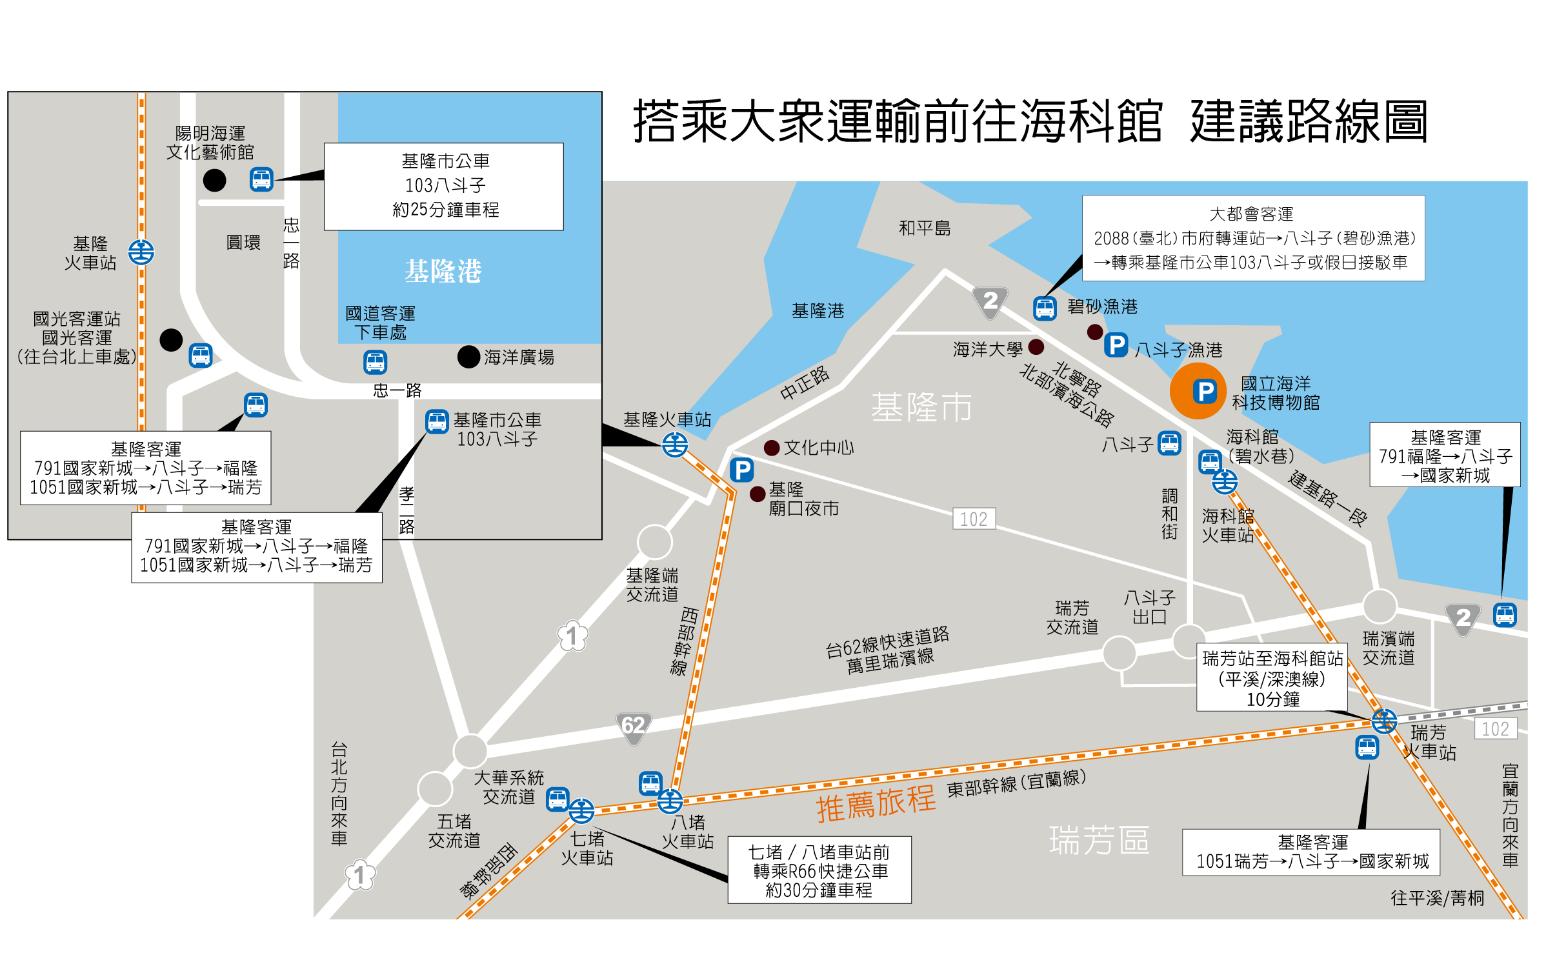 搭乘大眾運輸前往海科館 建議路線圖
陽明海運
文化藝術館
基隆市公車
103八斗子
約25分鐘車程
忠一路
圓環
基隆
火車站
基隆港
國光客運站
國光客運
(往台北上車處)
國道客運
下車處
海洋廣場
忠一路
基隆市公車
103八斗子
孝二路
基隆客運
791國家新城→八斗子→福隆
1051國家新城→八斗子→瑞芳
基隆客運
791國家新城→八斗子→福隆
1051國家新城→八斗子→瑞芳
和平島
大都會客運
2088(臺北)市府轉運站→八斗子(碧砂漁港)
→轉乘基隆市公車103八斗子或假日接駁車
2
碧砂漁港
基隆港
海洋大學
P
八斗子漁港
北寧路
北部濱海公路
中正路
基隆市
P
國立海洋
科技博物館
基隆火車站
文化中心
P
基隆
廟口夜市
八斗子
海科館
(碧水巷)
基隆客運
791福隆→八斗子
→國家新城
建基路一段
調和街
海科館
火車站
102
基隆端
交流道
1
西部幹線
台62線快速道路
萬里瑞濱線
瑞芳
交流道
八斗子
出口
2
瑞濱端
交流道
瑞芳站至海科館站
(平溪/深澳線)
10分鐘
62
102
瑞芳
火車站
台北方向來車
大華系統
交流道
五堵
交流道
1
七堵
火車站
八堵
火車站
西部幹線
推薦旅程
東部幹線(宜蘭線)
七堵/八堵車站前
轉乘R66快捷公車
約30分鐘車程
瑞芳區
基隆客運
1051瑞芳→八斗子→國家新城
宜蘭方向來車
往平溪/菁桐